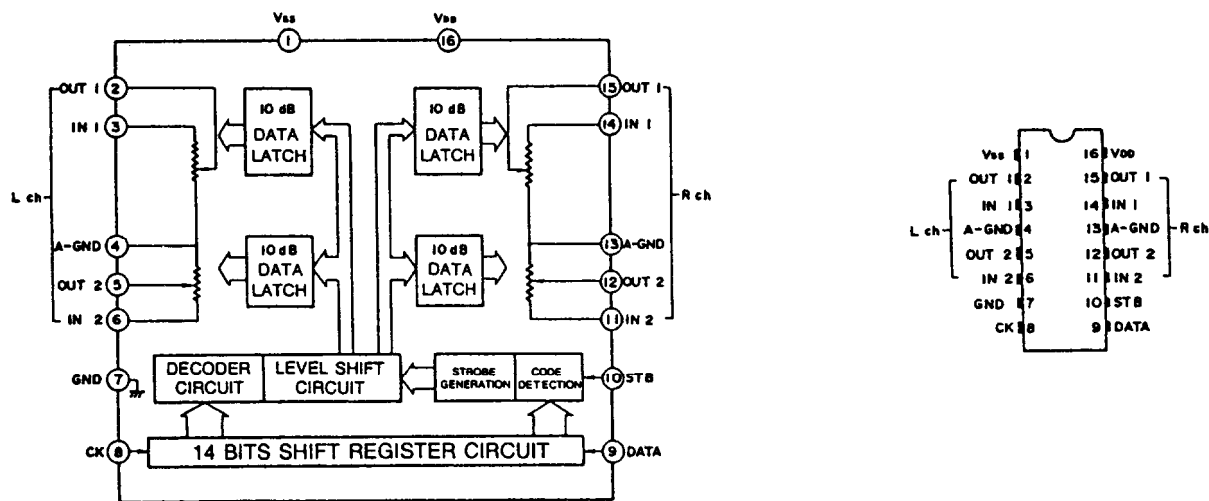 Vss VDD
1 16
OUT 1 2 15 OUT 1
IN 1 3 14 IN 1
10 dB DATA LATCH
10 dB DATA LATCH
L ch R ch
A-GND 4 13 A-GND
10 dB DATA LATCH
10 dB DATA LATCH
OUT 2 5 12 OUT 2
IN 2 6 11 IN 2
GND 7 10 STB
DECODER CIRCUIT
LEVEL SHIFT CIRCUIT
STROBE GENERATION
CODE DETECTION
CK 8 9 DATA
14 BITS SHIFT REGISTER CIRCUIT
Vss 1 16 VDD
OUT 1 2 15 OUT 1
IN 1 3 14 IN 1
L ch A-GND 4 13 A-GND R ch
OUT 2 5 12 OUT 2
IN 2 6 11 IN 2
GND 7 10 STB
CK 8 9 DATA